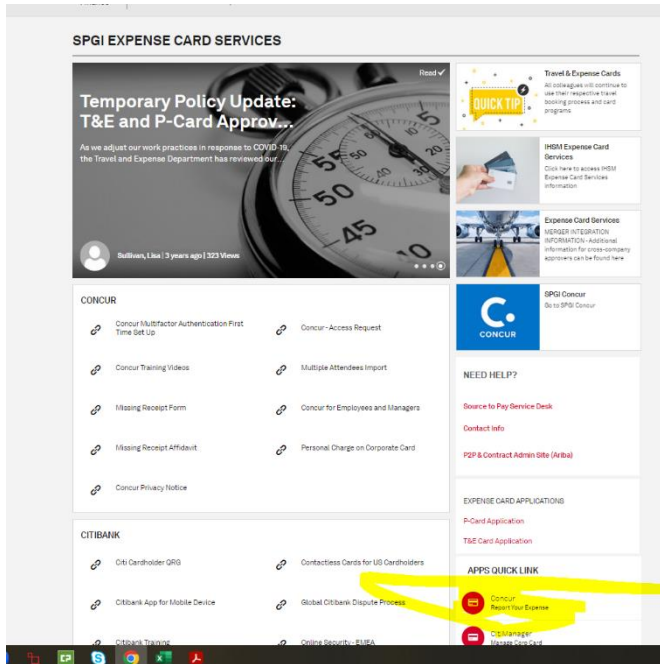 SPGI EXPENSE CARD SERVICES
Read ✓
Temporary Policy Update:
T&E and P-Card Approv...
As we adjust our work practices in response to COVID-19,
the Travel and Expense Department has reviewed our...
Sullivan, Lisa | 3 years ago | 323 Views
QUICK TIP
Travel & Expense Cards
All colleagues will continue to
use their respective travel
booking process and card
programs
IHSM Expense Card
Services
Click here to access IHSM
Expense Card Services
information
Expense Card Services
MERGER INTEGRATION
INFORMATION - Additional
information for cross-company
approvers can be found here
C.
CONCUR
SPGI Concur
Go to SPGI Concur
CONCUR
Concur Multifactor Authentication First
Time Set Up
Concur - Access Request
Concur Training Videos
Multiple Attendees Import
Missing Receipt Form
Concur for Employees and Managers
Missing Receipt Affidavit
Personal Charge on Corporate Card
Concur Privacy Notice
NEED HELP?
Source to Pay Service Desk
Contact Info
P2P & Contract Admin Site (Ariba)
EXPENSE CARD APPLICATIONS
P-Card Application
T&E Card Application
CITIBANK
Citi Cardholder QRG
Contactless Cards for US Cardholders
Citibank App for Mobile Device
Global Citibank Dispute Process
Citibank Training
Online Security - EMEA
APPS QUICK LINK
Concur
Report Your Expense
CitiManager
Manage Corp Card